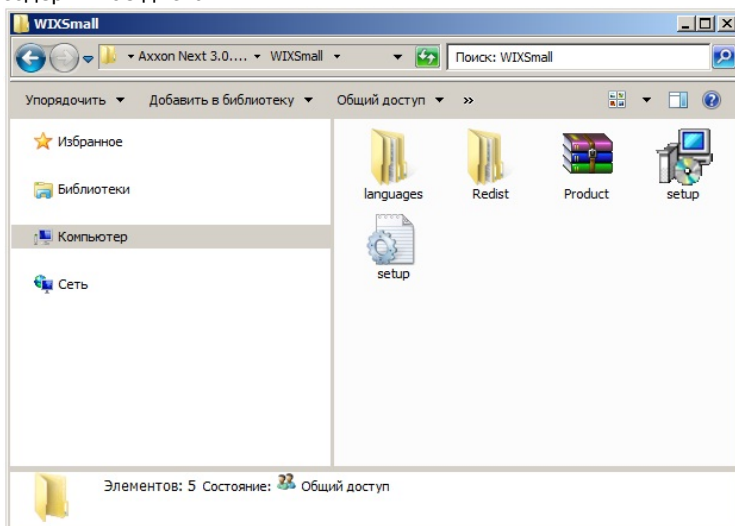 WIXSmall
Axxon Next 3.0.... WIXSmall Поиск: WIXSmall
Упорядочить Добавить в библиотеку Общий доступ »
Избранное
Библиотеки
Компьютер
Сеть
languages Redist Product setup
setup
Элементов: 5 Состояние: Общий доступ